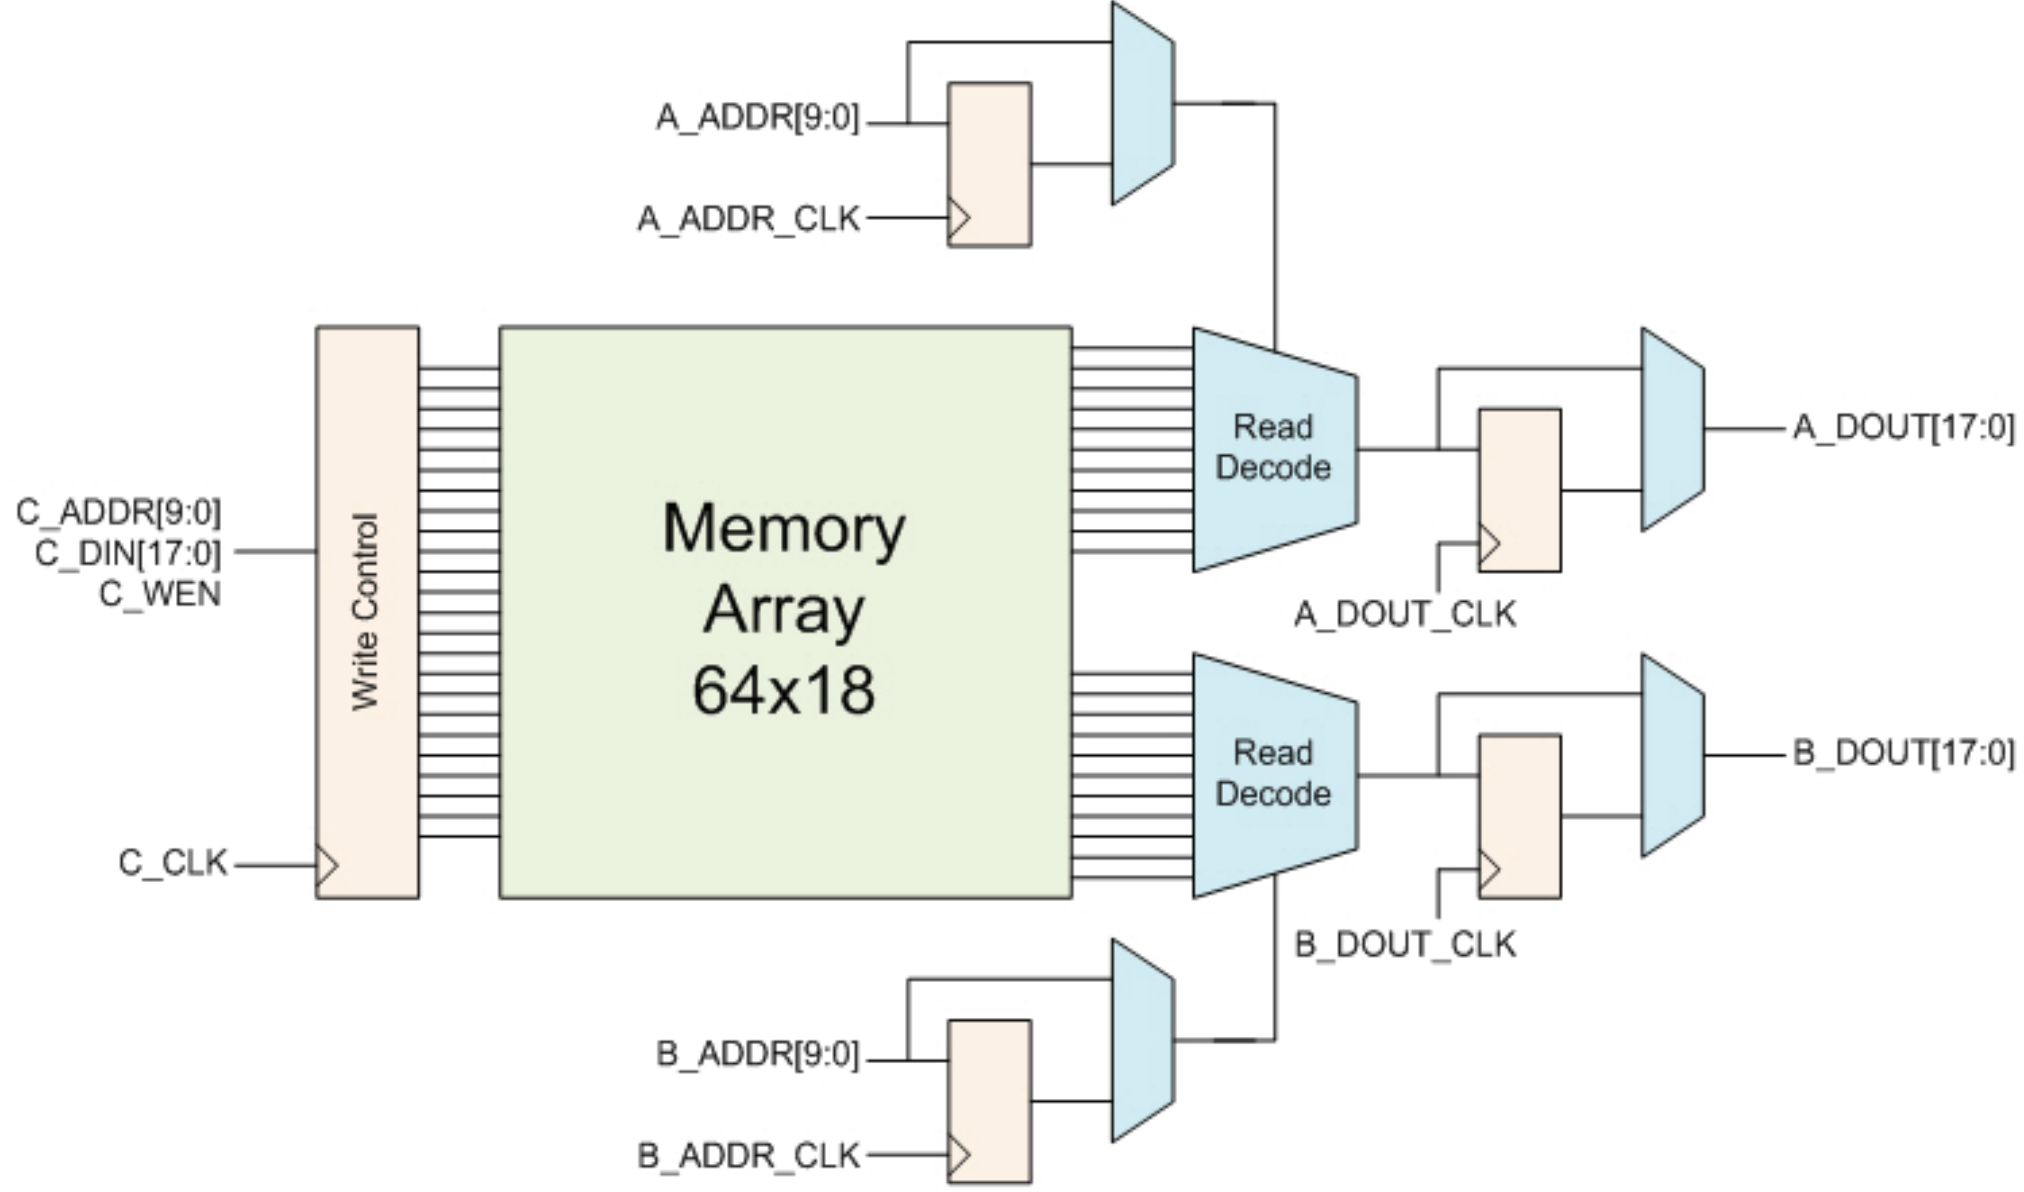 A_ADDR[9:0]
A_ADDR_CLK
Read
Decode
A_DOUT[17:0]
A_DOUT_CLK
C_ADDR[9:0]
C_DIN[17:0]
C_WEN
C_CLK
Write Control
Memory
Array
64x18
Read
Decode
B_DOUT[17:0]
B_DOUT_CLK
B_ADDR[9:0]
B_ADDR_CLK